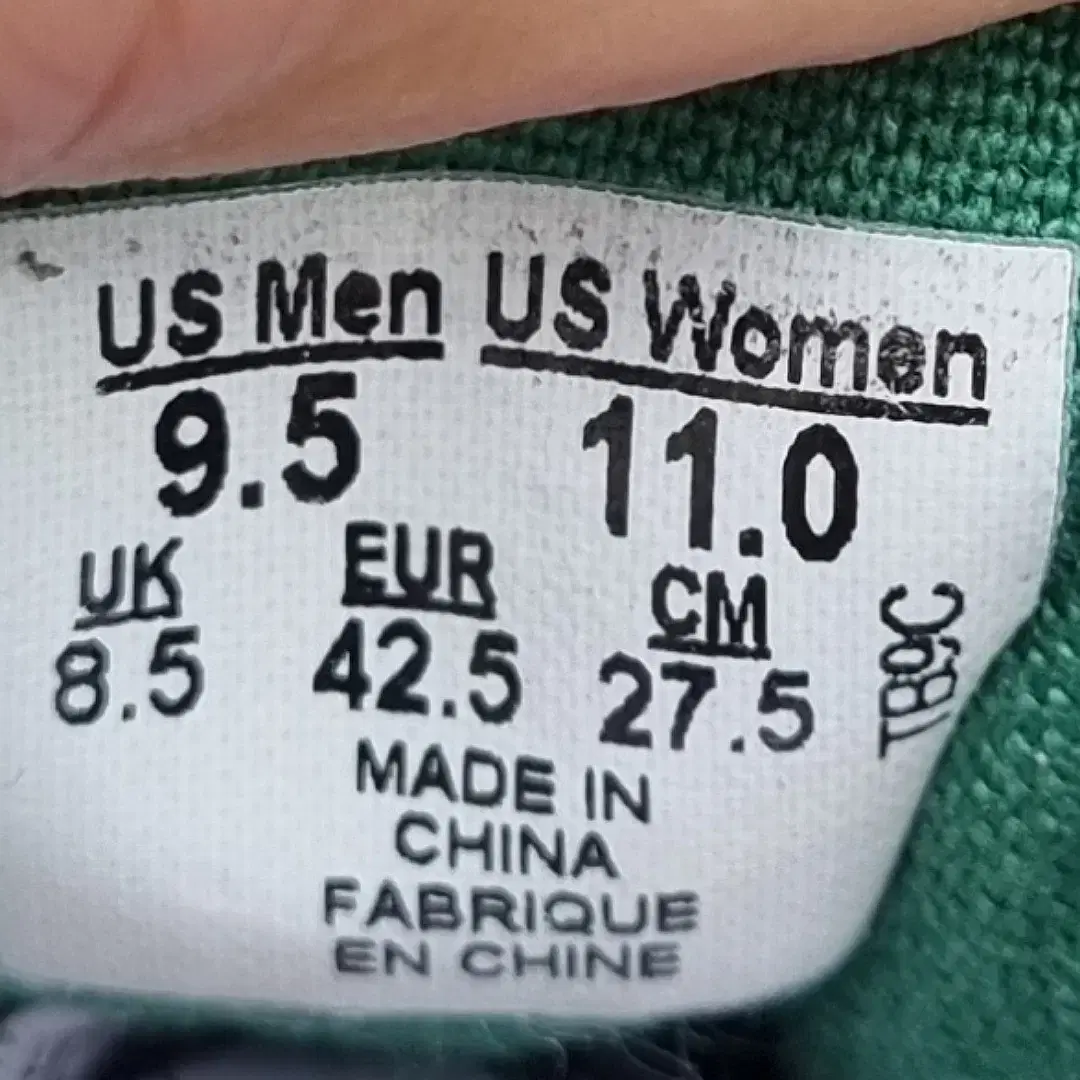 US Men US Women
9.5 11.0
UK EUR CM
8.5 42.5 27.5
MADE IN
CHINA
FABRIQUE
EN CHINE